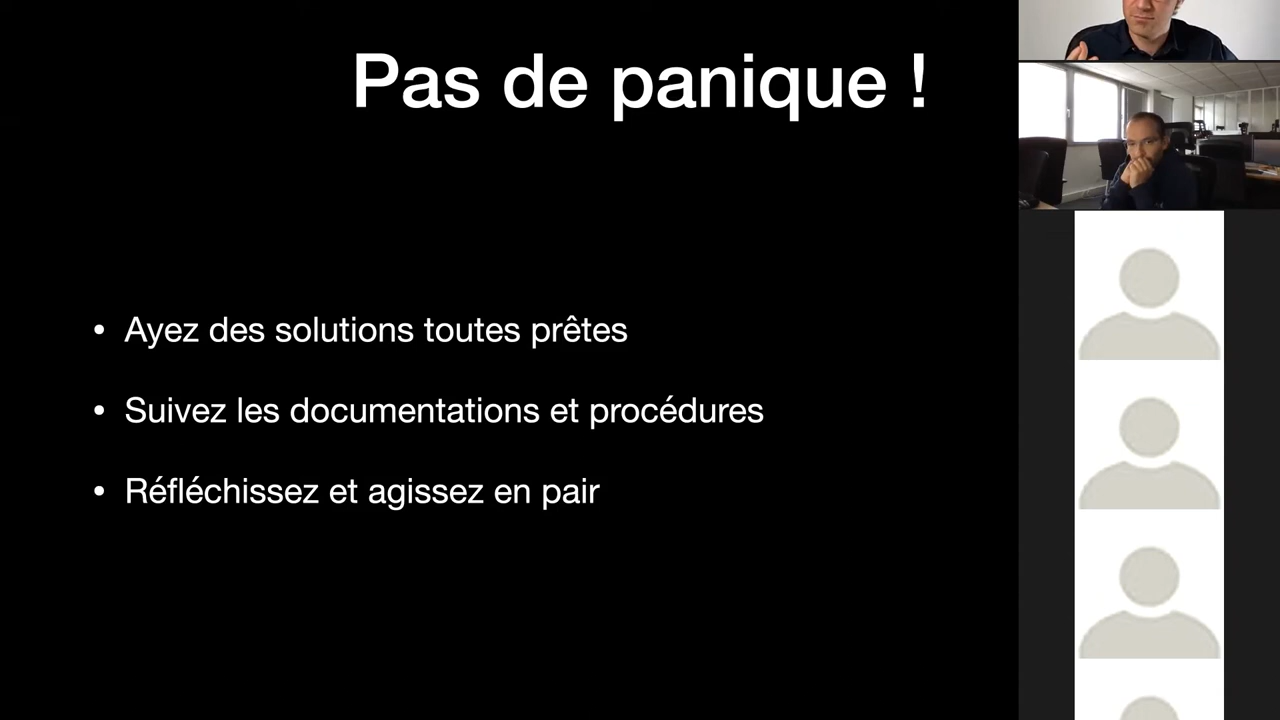 Pas de panique !
• Ayez des solutions toutes prêtes
• Suivez les documentations et procédures
• Réfléchissez et agissez en pair